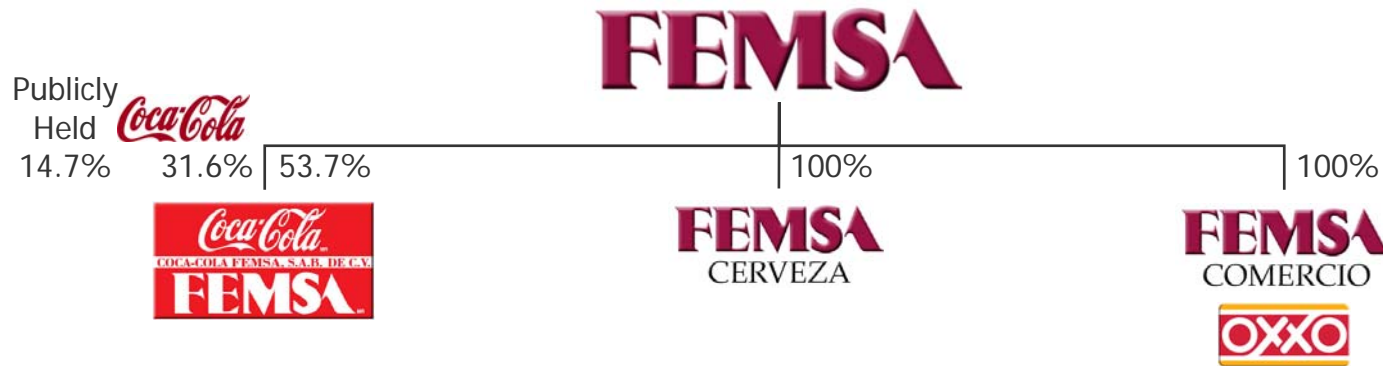 FEMSA
Publicly
Held
Coca-Cola
14.7% 31.6% 53.7% 100% 100%
Coca-Cola
COCA-COLA FEMSA, S.A.B. DE C.V.
FEMSA
FEMSA
CERVEZA
FEMSA
COMERCIO
OXXO